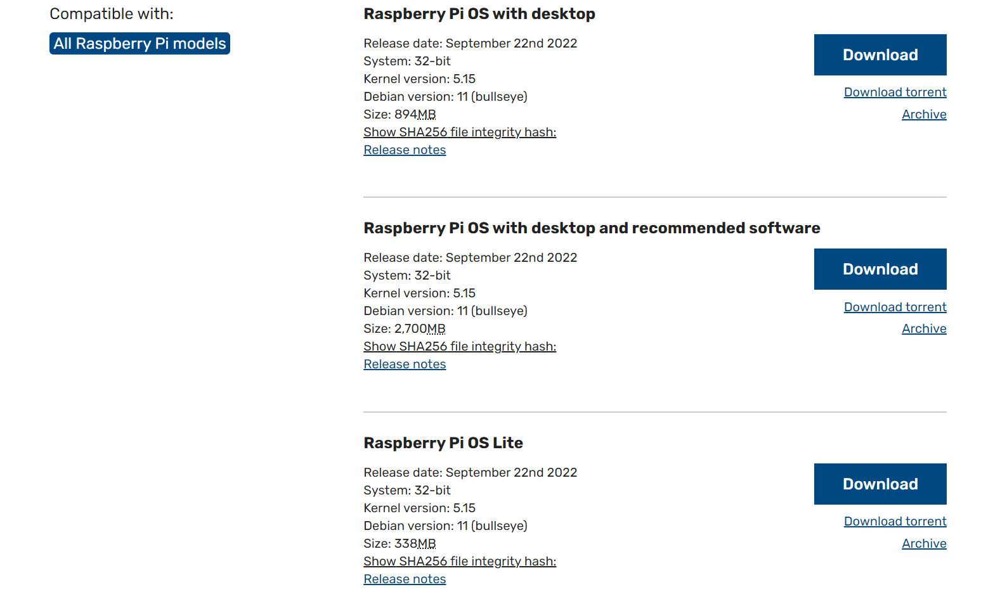 Compatible with:
All Raspberry Pi models
Raspberry Pi OS with desktop
Release date: September 22nd 2022
System: 32-bit
Kernel version: 5.15
Debian version: 11 (bullseye)
Size: 894MB
Show SHA256 file integrity hash:
Release notes
Download
Download torrent
Archive
Raspberry Pi OS with desktop and recommended software
Release date: September 22nd 2022
System: 32-bit
Kernel version: 5.15
Debian version: 11 (bullseye)
Size: 2,700MB
Show SHA256 file integrity hash:
Release notes
Download
Download torrent
Archive
Raspberry Pi OS Lite
Release date: September 22nd 2022
System: 32-bit
Kernel version: 5.15
Debian version: 11 (bullseye)
Size: 338MB
Show SHA256 file integrity hash:
Release notes
Download
Download torrent
Archive